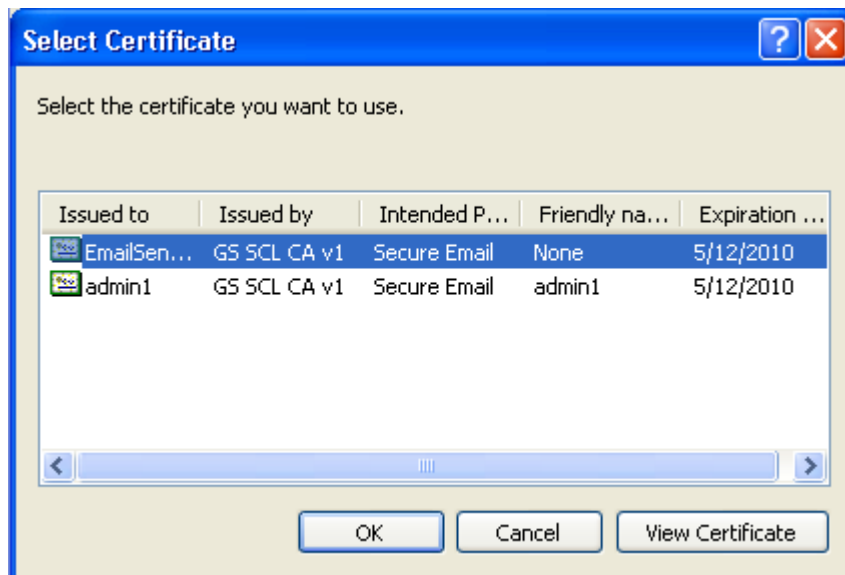 Select Certificate
Select the certificate you want to use.
Issued to Issued by Intended P... Friendly na... Expiration ...
EmailSen... GS SCL CA v1 Secure Email None 5/12/2010
admin1 GS SCL CA v1 Secure Email admin1 5/12/2010
OK Cancel View Certificate